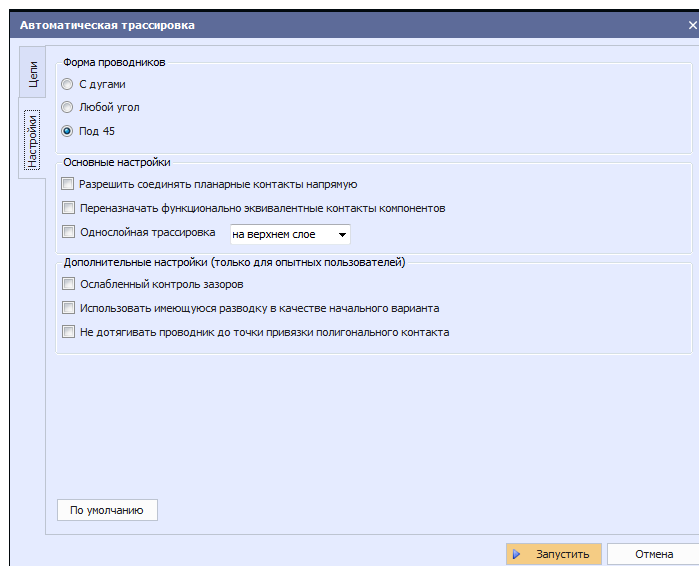 Автоматическая трассировка
Цепи
Настройки
Форма проводников
С дугами
Любой угол
Под 45
Основные настройки
Разрешить соединять планарные контакты напрямую
Переназначать функционально эквивалентные контакты компонентов
Однослойная трассировка на верхнем слое
Дополнительные настройки (только для опытных пользователей)
Ослабленный контроль зазоров
Использовать имеющуюся разводку в качестве начального варианта
Не дотягивать проводник до точки привязки полигонального контакта
По умолчанию
Запустить Отмена